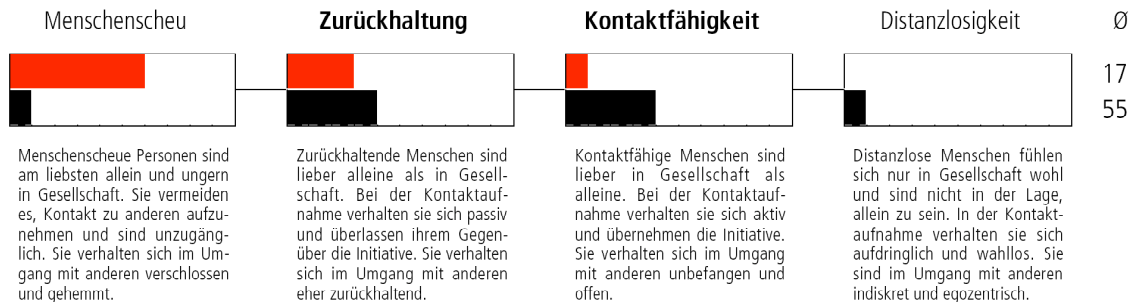 Menschenscheu Zurückhaltung Kontaktfähigkeit Distanzlosigkeit Ø
17
55
Menschenscheue Personen sind
am liebsten allein und ungern
in Gesellschaft. Sie vermeiden
es, Kontakt zu anderen aufzu-
nehmen und sind unzugäng-
lich. Sie verhalten sich im Um-
gang mit anderen verschlossen
und gehemmt.
Zurückhaltende Menschen sind
lieber alleine als in Gesell-
schaft. Bei der Kontaktauf-
nahme verhalten sie sich passiv
und überlassen ihrem Gegen-
über die Initiative. Sie verhalten
sich im Umgang mit anderen
eher zurückhaltend.
Kontaktfähige Menschen sind
lieber in Gesellschaft als
alleine. Bei der Kontaktauf-
nahme verhalten sie sich aktiv
und übernehmen die Initiative.
Sie verhalten sich im Umgang
mit anderen unbefangen und
offen.
Distanzlose Menschen fühlen
sich nur in Gesellschaft wohl
und sind nicht in der Lage,
allein zu sein. In der Kontakt-
aufnahme verhalten sie sich
aufdringlich und wahllos. Sie
sind im Umgang mit anderen
indiskret und egozentrisch.